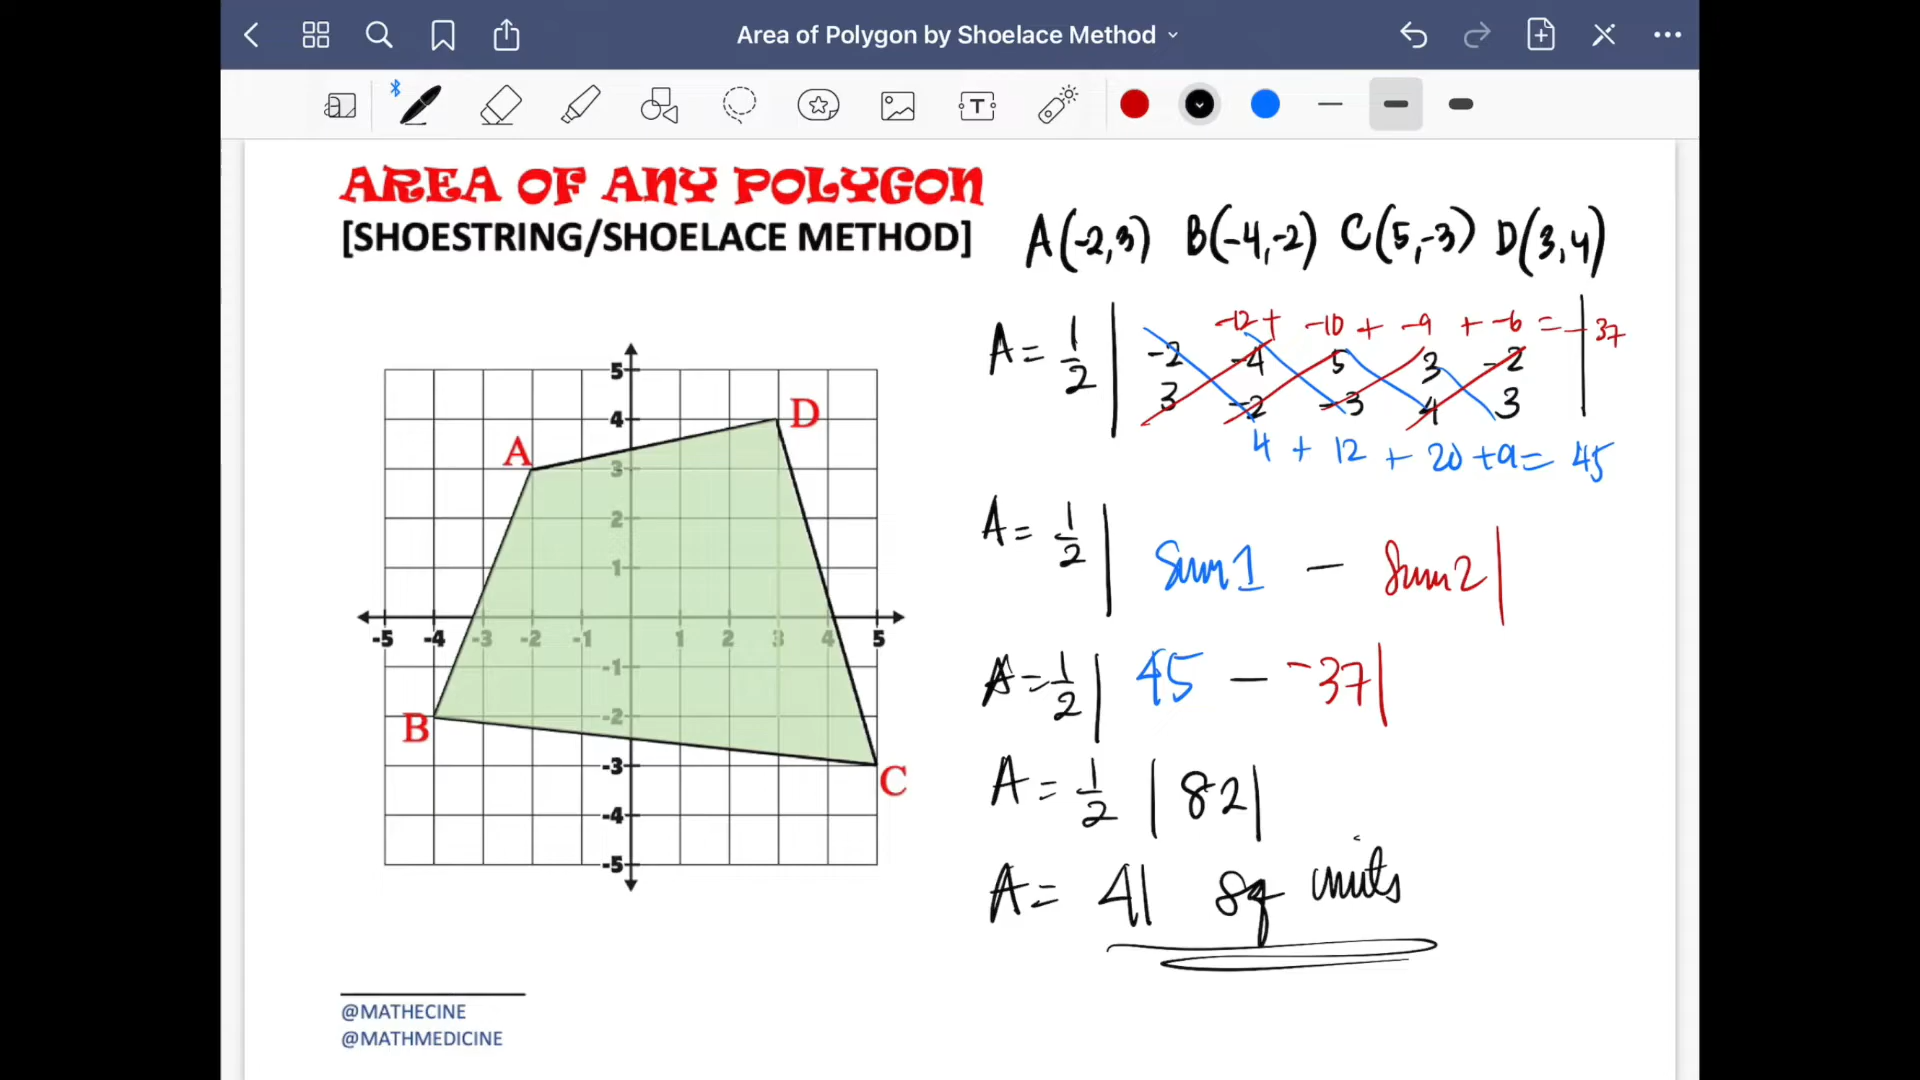 Area of Polygon by Shoelace Method
AREA OF ANY POLYGON
[SHOESTRING/SHOELACE METHOD]
A(-2,3) B(-4,-2) C(5,-3) D(3,4)
-12 + -10 + -9 + -6 = -37
A = 1/2 | -2 -4 5 3 -2 |
3 -2 -3 4 3
4 + 12 + 20 + 9 = 45
A = 1/2 | Sum1 - Sum2 |
A = 1/2 | 45 - -37 |
A = 1/2 | 82 |
A = 41 sq units
5
D
4
A
3
2
1
-5 -4 -3 -2 -1 1 2 3 4 5
-1
B
-2
-3
C
-4
-5
@MATHECINE
@MATHMEDICINE
T